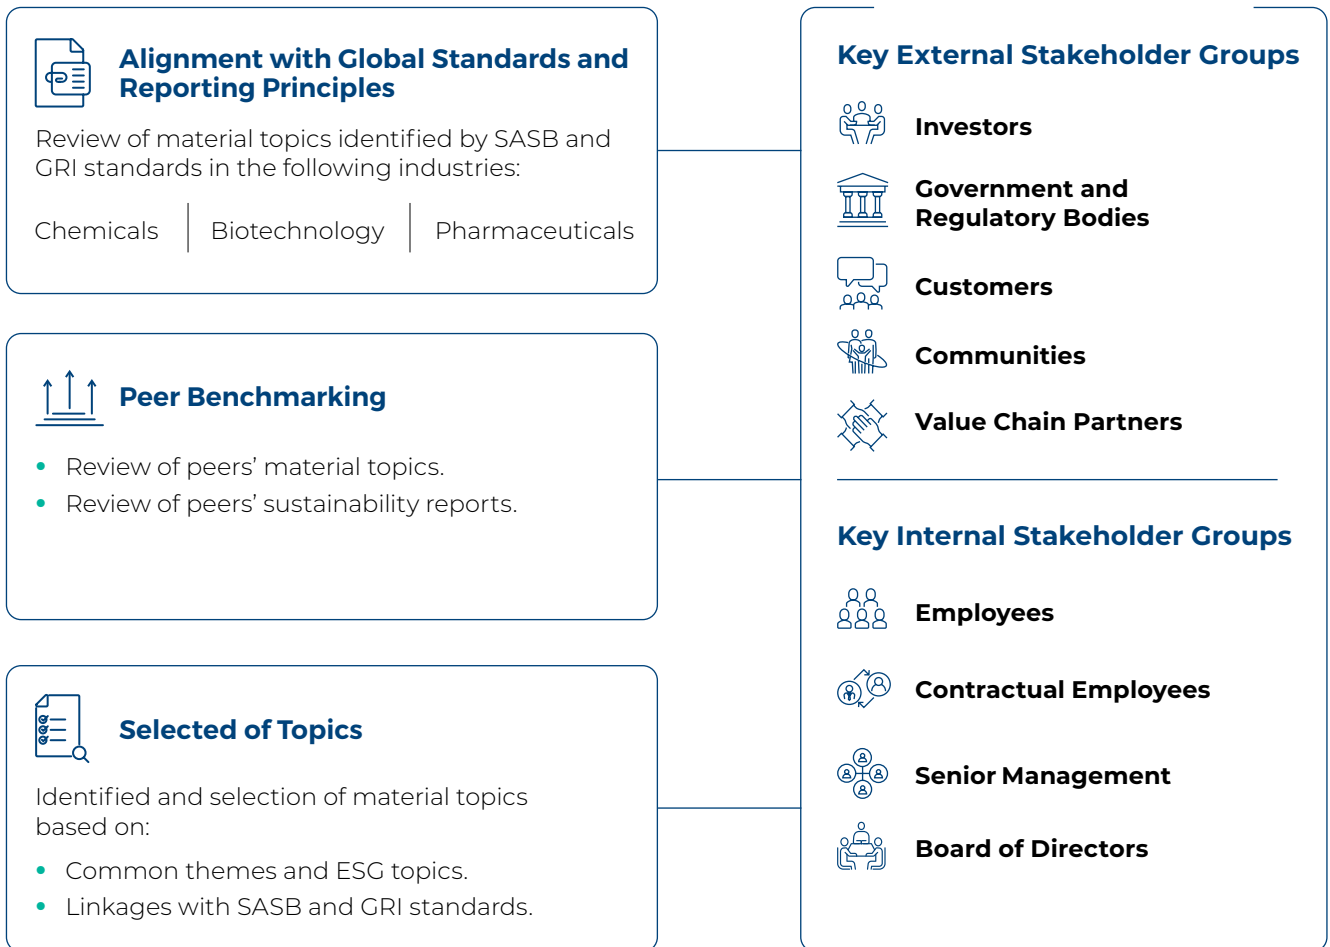 Alignment with Global Standards and
Reporting Principles
Review of material topics identified by SASB and
GRI standards in the following industries:
Chemicals
Biotechnology
Pharmaceuticals
Peer Benchmarking
• Review of peers’ material topics.
• Review of peers’ sustainability reports.
Selected of Topics
Identified and selection of material topics
based on:
• Common themes and ESG topics.
• Linkages with SASB and GRI standards.
Key External Stakeholder Groups
Investors
Government and
Regulatory Bodies
Customers
Communities
Value Chain Partners
Key Internal Stakeholder Groups
Employees
Contractual Employees
Senior Management
Board of Directors